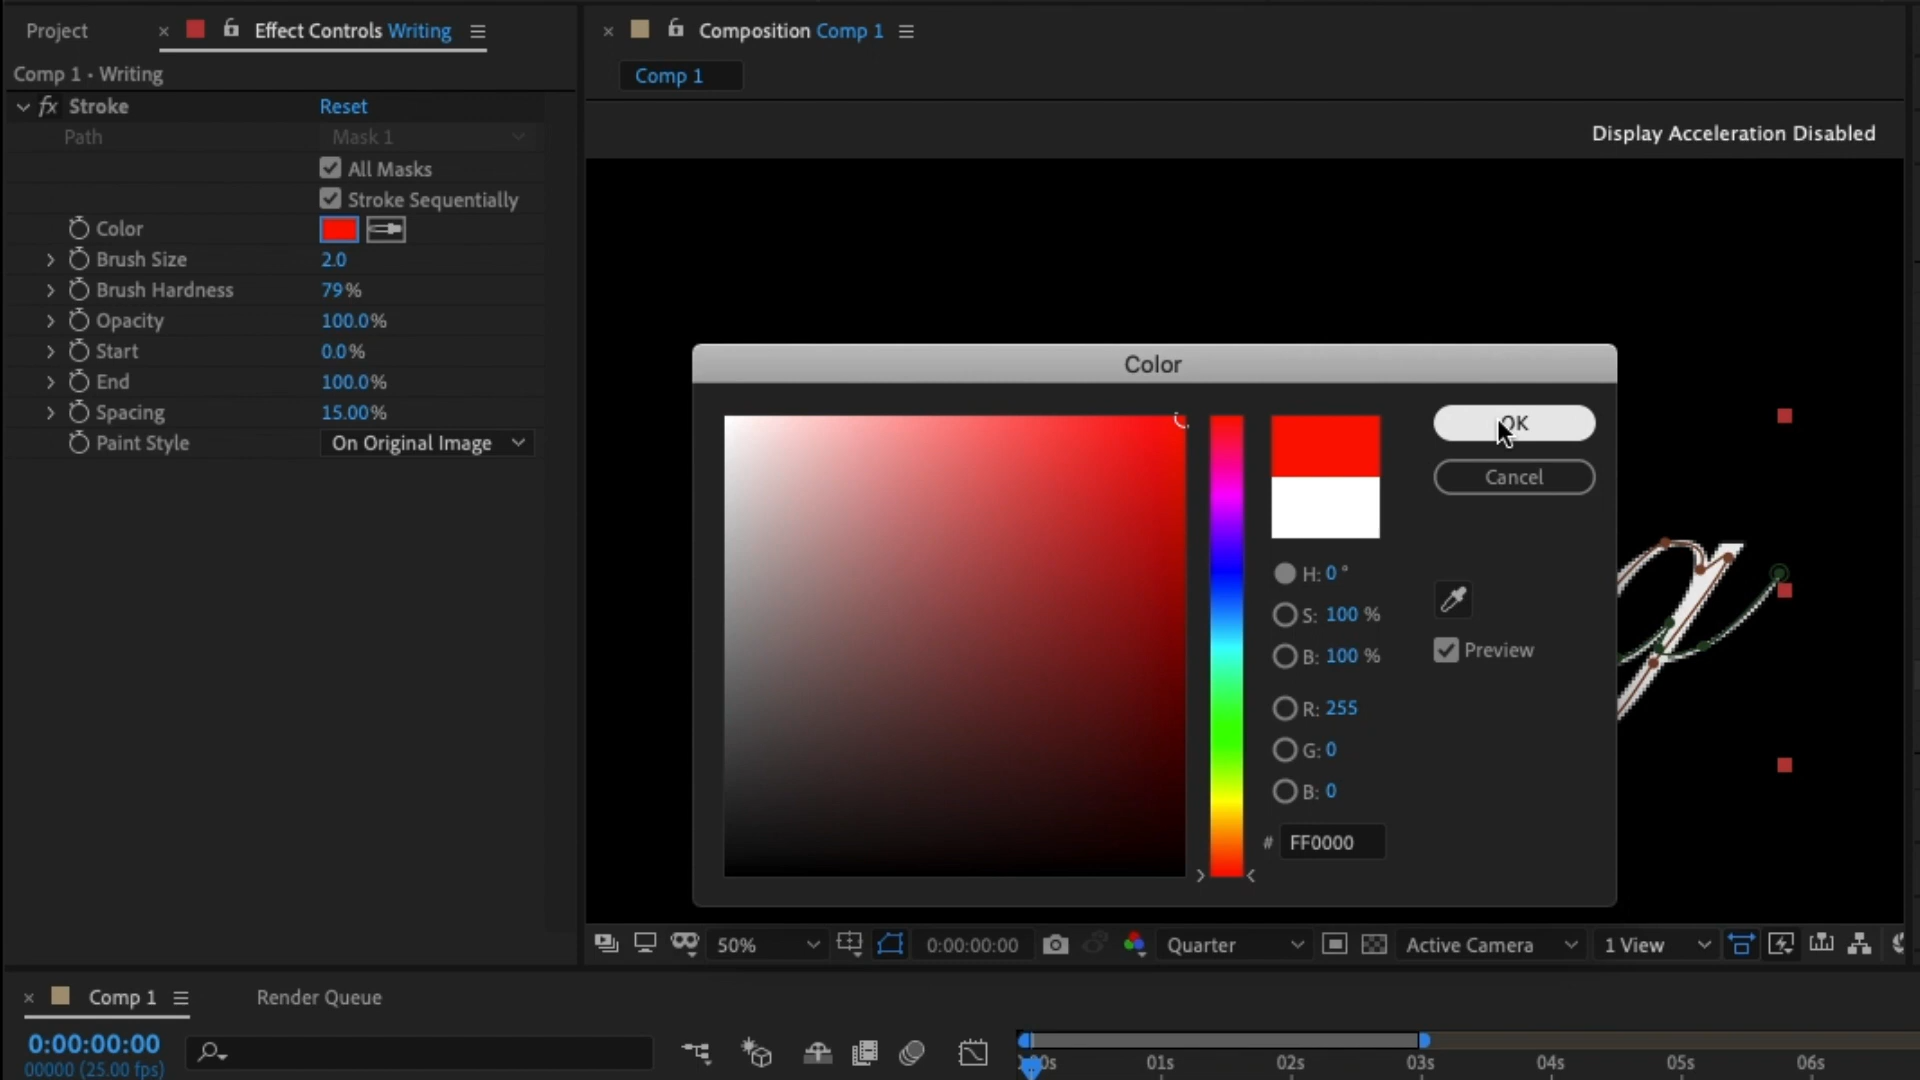 Project
Effect Controls Writing
Composition Comp 1
Comp 1 • Writing
Comp 1
fx Stroke Reset
Path Mask 1
Display Acceleration Disabled
All Masks
Stroke Sequentially
Color
Brush Size 2.0
Brush Hardness 79%
Opacity 100.0%
Start 0.0%
End 100.0%
Spacing 15.00%
Paint Style On Original Image
Color
OK
Cancel
H: 0 °
S: 100 %
B: 100 %
Preview
R: 255
G: 0
B: 0
# FF0000
50% 0:00:00:00 Quarter Active Camera 1 View
Comp 1 Render Queue
0:00:00:00
00000 (25.00 fps)
01s 02s 03s 04s 05s 06s